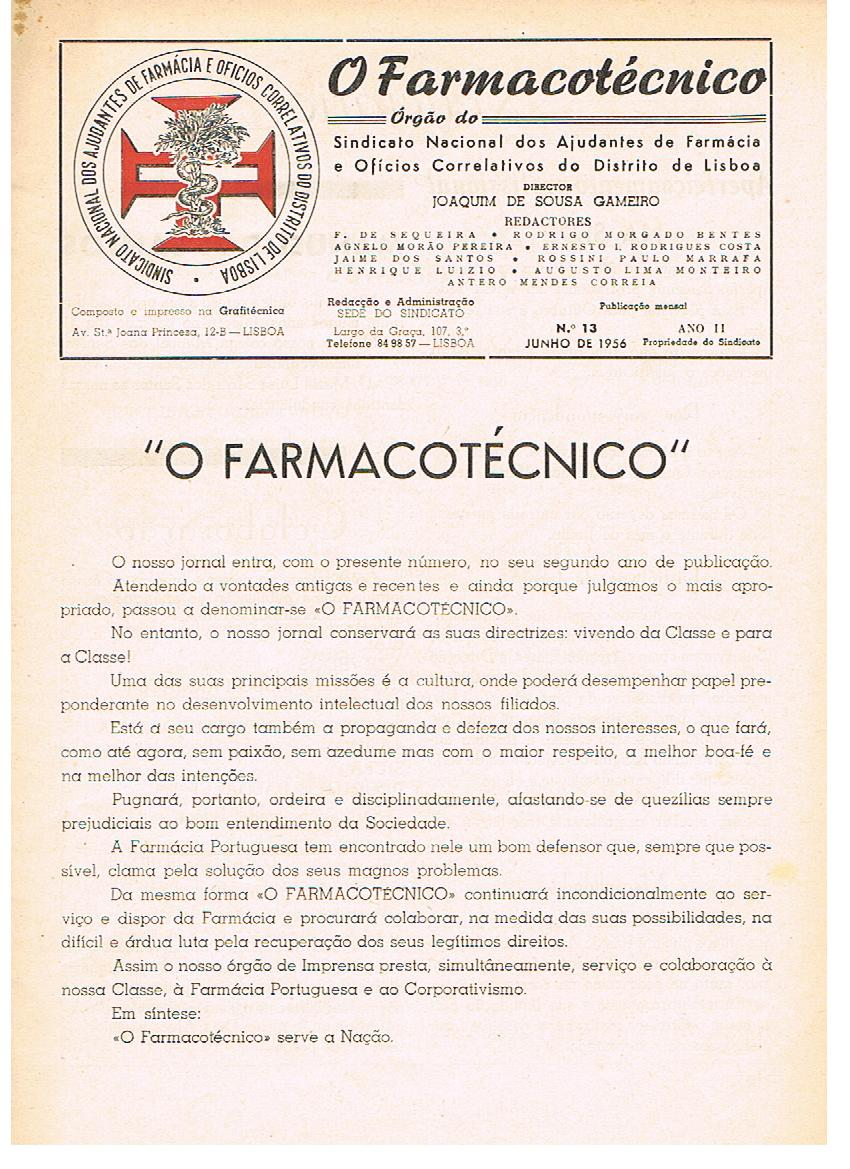 SINDICATO NACIONAL DOS AJUDANTES DE FARMÁCIA E OFICIOS CORRELATIVOS DO DISTRITO DE LISBOA •
O Farmacotécnico
Órgão do
Sindicato Nacional dos Ajudantes de Farmácia
e Ofícios Correlativos do Distrito de Lisboa
DIRECTOR
JOAQUIM DE SOUSA GAMEIRO
REDACTORES
F. DE SEQUEIRA • RODRIGO MORGADO BENTES
AGNELO MORÃO PEREIRA • ERNESTO I. RODRIGUES COSTA
JAIME DOS SANTOS • ROSSINI PAULO MARRAFA
HENRIQUE LUIZIO • AUGUSTO LIMA MONTEIRO
ANTERO MENDES CORREIA
Composto e impresso na Grafitécnica
Av. St.ª Joana Princeza, 12-B — LISBOA
Redacção e Administração
SEDE DO SINDICATO
Largo da Graça, 107, 3.º
Telefone 84 98 57 — LISBOA
Publicação mensal
N.º 13 ANO II
JUNHO DE 1956 Propriedade do Sindicato
"O FARMACOTÉCNICO"
O nosso jornal entra, com o presente número, no seu segundo ano de publicação.
Atendendo a vontades antigas e recentes e ainda porque julgamos o mais apro-
priado, passou a denominar-se «O FARMACOTÉCNICO».
No entanto, o nosso jornal conservará as suas directrizes: vivendo da Classe e para
a Classe!
Uma das suas principais missões é a cultura, onde poderá desempenhar papel pre-
ponderante no desenvolvimento intelectual dos nossos filiados.
Está a seu cargo também a propaganda e defeza dos nossos interesses, o que fará,
como até agora, sem paixão, sem azedume mas com o maior respeito, a melhor boa-fé e
na melhor das intenções.
Pugnará, portanto, ordeira e disciplinadamente, afastando-se de quezílias sempre
prejudiciais ao bom entendimento da Sociedade.
A Farmácia Portuguesa tem encontrado nele um bom defensor que, sempre que pos-
sível, clama pela solução dos seus magnos problemas.
Da mesma forma «O FARMACOTÉCNICO» continuará incondicionalmente ao ser-
viço e dispor da Farmácia e procurará colaborar, na medida das suas possibilidades, na
difícil e árdua luta pela recuperação dos seus legítimos direitos.
Assim o nosso órgão de Imprensa presta, simultâneamente, serviço e colaboração à
nossa Classe, à Farmácia Portuguesa e ao Corporativismo.
Em síntese:
«O Farmacotécnico» serve a Nação.